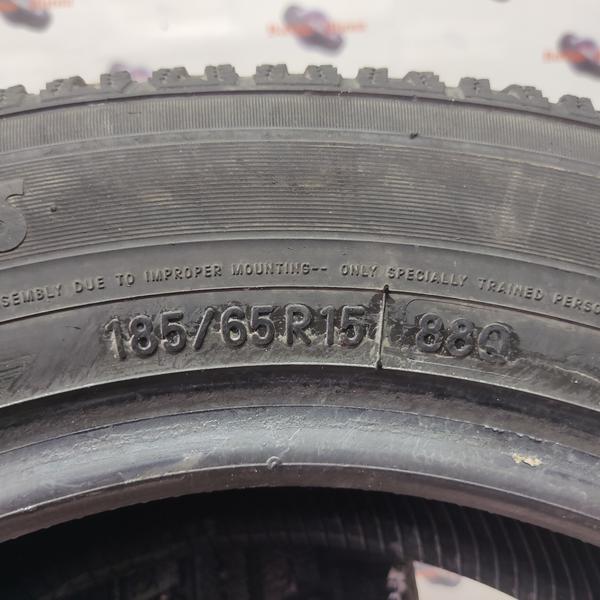 S
SEMBLY DUE TO IMPROPER MOUNTING-- ONLY SPECIALLY TRAINED PERSO
185/65R15 88Q